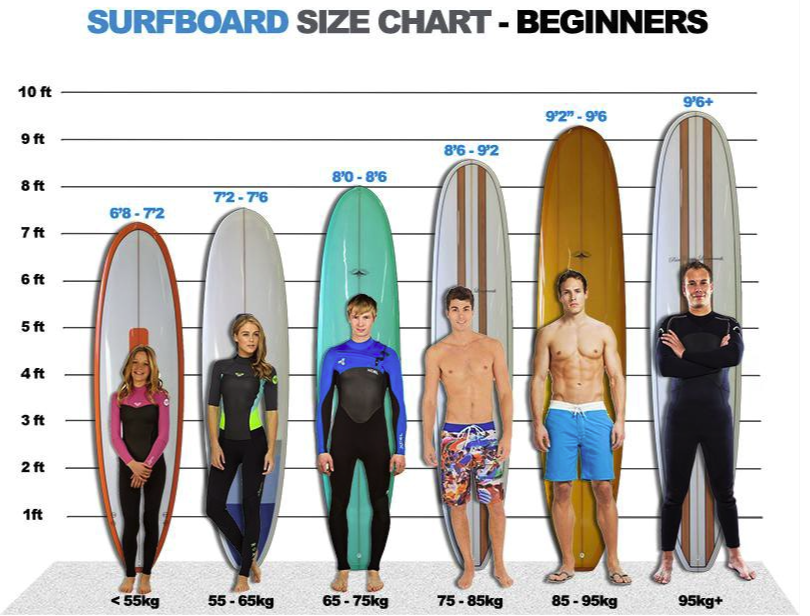 SURFBOARD SIZE CHART - BEGINNERS
10 ft
9'6+
9'2" - 9'6
9 ft
8'6 - 9'2
8 ft
8'0 - 8'6
7'2 - 7'6
6'8 - 7'2
7 ft
6 ft
5 ft
4 ft
3 ft
2 ft
1ft
< 55kg
55 - 65kg
65 - 75kg
75 - 85kg
85 - 95kg
95kg+